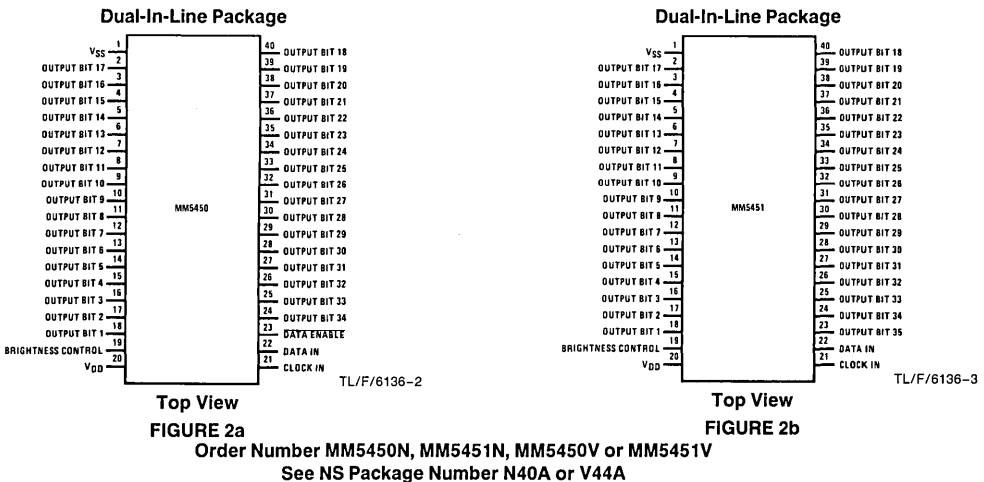 Dual-In-Line Package
VSS 1
OUTPUT BIT 17 2
OUTPUT BIT 16 3
OUTPUT BIT 15 4
OUTPUT BIT 14 5
OUTPUT BIT 13 6
OUTPUT BIT 12 7
OUTPUT BIT 11 8
OUTPUT BIT 10 9
OUTPUT BIT 9 10
OUTPUT BIT 8 11
OUTPUT BIT 7 12
OUTPUT BIT 6 13
OUTPUT BIT 5 14
OUTPUT BIT 4 15
OUTPUT BIT 3 16
OUTPUT BIT 2 17
OUTPUT BIT 1 18
BRIGHTNESS CONTROL 19
VDD 20
MM5450
40 OUTPUT BIT 18
39 OUTPUT BIT 19
38 OUTPUT BIT 20
37 OUTPUT BIT 21
36 OUTPUT BIT 22
35 OUTPUT BIT 23
34 OUTPUT BIT 24
33 OUTPUT BIT 25
32 OUTPUT BIT 26
31 OUTPUT BIT 27
30 OUTPUT BIT 28
29 OUTPUT BIT 29
28 OUTPUT BIT 30
27 OUTPUT BIT 31
26 OUTPUT BIT 32
25 OUTPUT BIT 33
24 OUTPUT BIT 34
23 DATA ENABLE
22 DATA IN
21 CLOCK IN
TL/F/6136-2
Top View
FIGURE 2a
Dual-In-Line Package
VSS 1
OUTPUT BIT 17 2
OUTPUT BIT 16 3
OUTPUT BIT 15 4
OUTPUT BIT 14 5
OUTPUT BIT 13 6
OUTPUT BIT 12 7
OUTPUT BIT 11 8
OUTPUT BIT 10 9
OUTPUT BIT 9 10
OUTPUT BIT 8 11
OUTPUT BIT 7 12
OUTPUT BIT 6 13
OUTPUT BIT 5 14
OUTPUT BIT 4 15
OUTPUT BIT 3 16
OUTPUT BIT 2 17
OUTPUT BIT 1 18
BRIGHTNESS CONTROL 19
VDD 20
MM5451
40 OUTPUT BIT 18
39 OUTPUT BIT 19
38 OUTPUT BIT 20
37 OUTPUT BIT 21
36 OUTPUT BIT 22
35 OUTPUT BIT 23
34 OUTPUT BIT 24
33 OUTPUT BIT 25
32 OUTPUT BIT 26
31 OUTPUT BIT 27
30 OUTPUT BIT 28
29 OUTPUT BIT 29
28 OUTPUT BIT 30
27 OUTPUT BIT 31
26 OUTPUT BIT 32
25 OUTPUT BIT 33
24 OUTPUT BIT 34
23 OUTPUT BIT 35
22 DATA IN
21 CLOCK IN
TL/F/6136-3
Top View
FIGURE 2b
Order Number MM5450N, MM5451N, MM5450V or MM5451V
See NS Package Number N40A or V44A